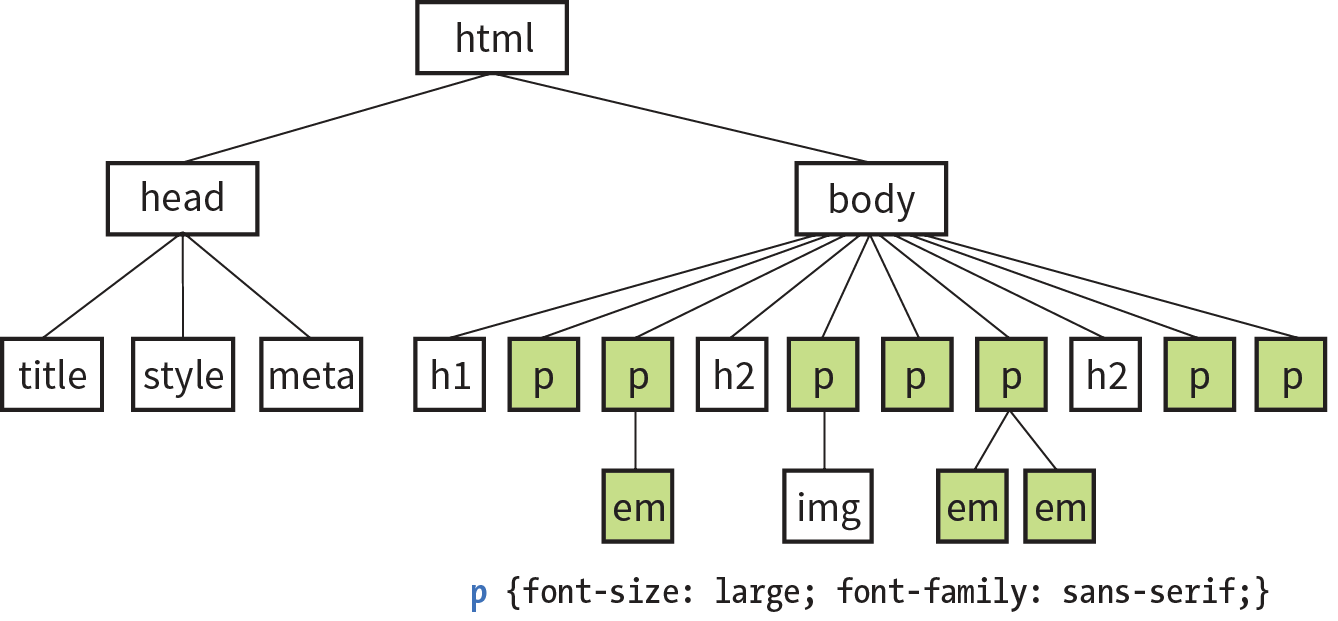 html
head body
title style meta h1 p p h2 p p p h2 p p
em img em em
p {font-size: large; font-family: sans-serif;}